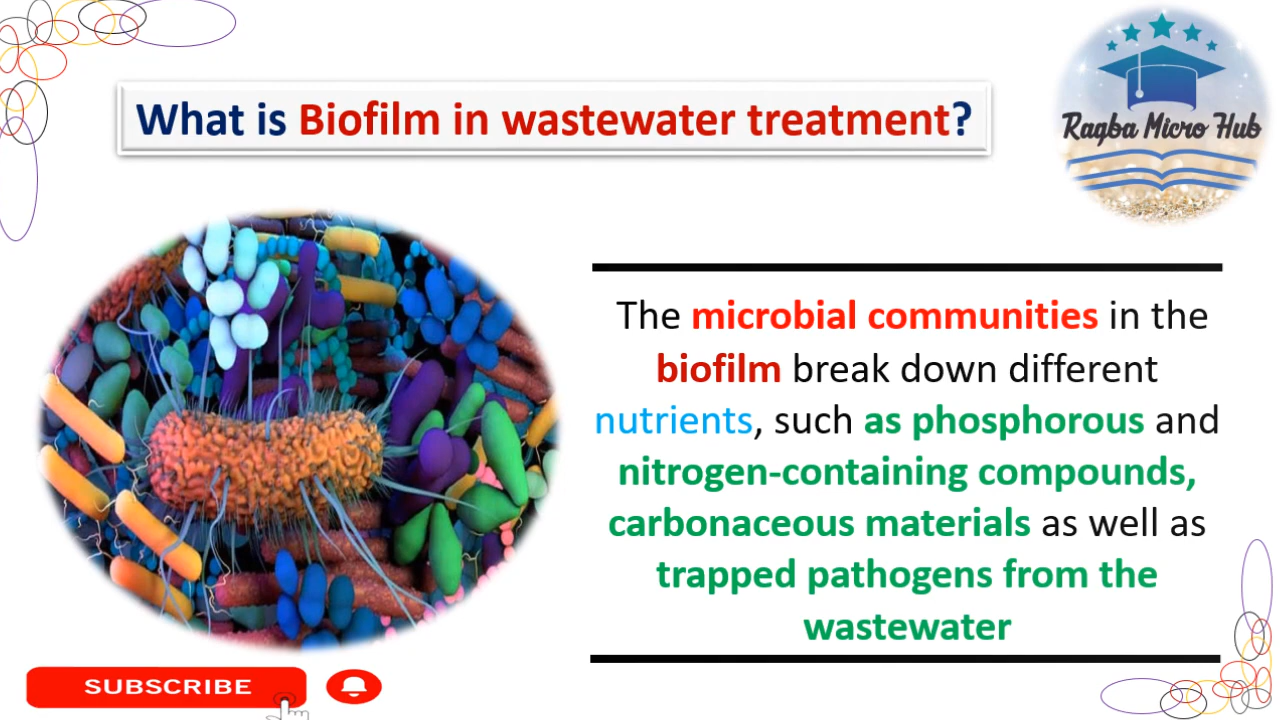 What is Biofilm in wastewater treatment?
Raqba Micro Hub
The microbial communities in the
biofilm break down different
nutrients, such as phosphorous and
nitrogen-containing compounds,
carbonaceous materials as well as
trapped pathogens from the
wastewater
SUBSCRIBE